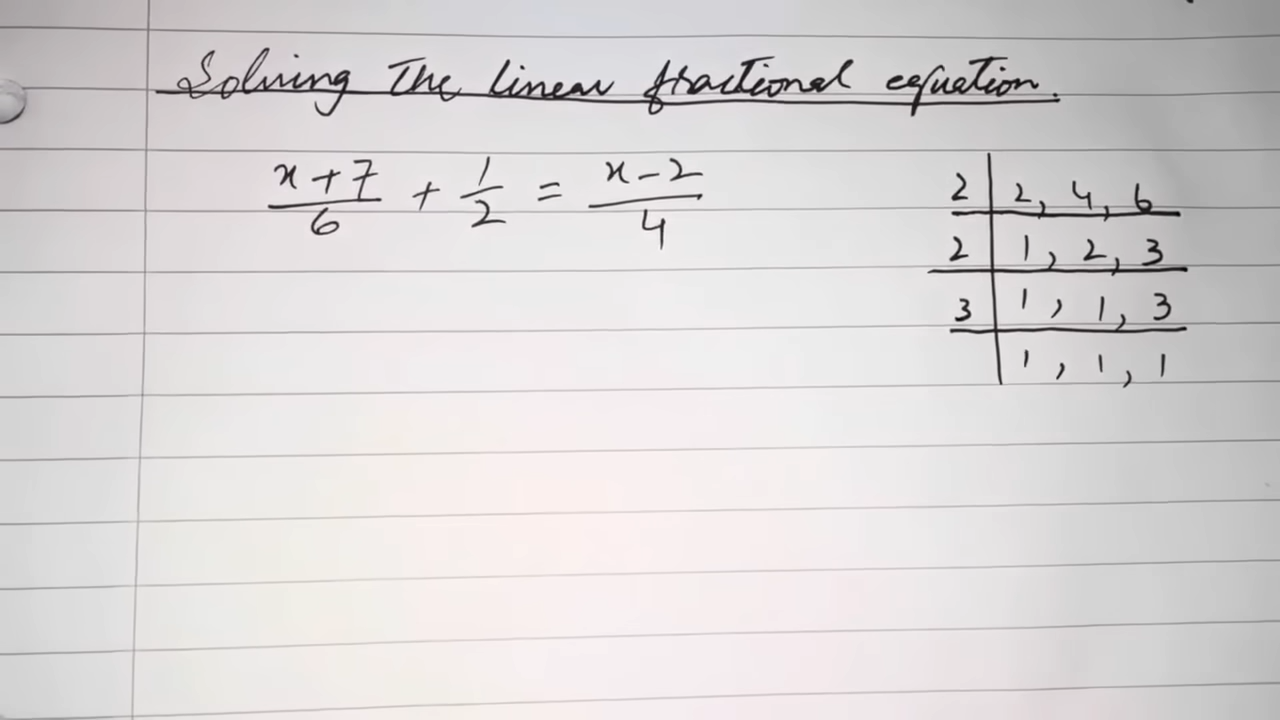 Solving The linear fractional equation.
x+7/6 + 1/2 = x-2/4
2 | 2, 4, 6
2 | 1, 2, 3
3 | 1, 1, 3
| 1, 1, 1